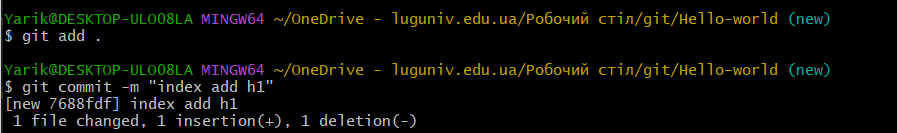 Yarik@DESKTOP-ULOO8LA MINGW64 ~/OneDrive - luguniv.edu.ua/Робочий стіл/git/Hello-world (new)
$ git add .
Yarik@DESKTOP-ULOO8LA MINGW64 ~/OneDrive - luguniv.edu.ua/Робочий стіл/git/Hello-world (new)
$ git commit -m "index add h1"
[new 7688fdf] index add h1
1 file changed, 1 insertion(+), 1 deletion(-)